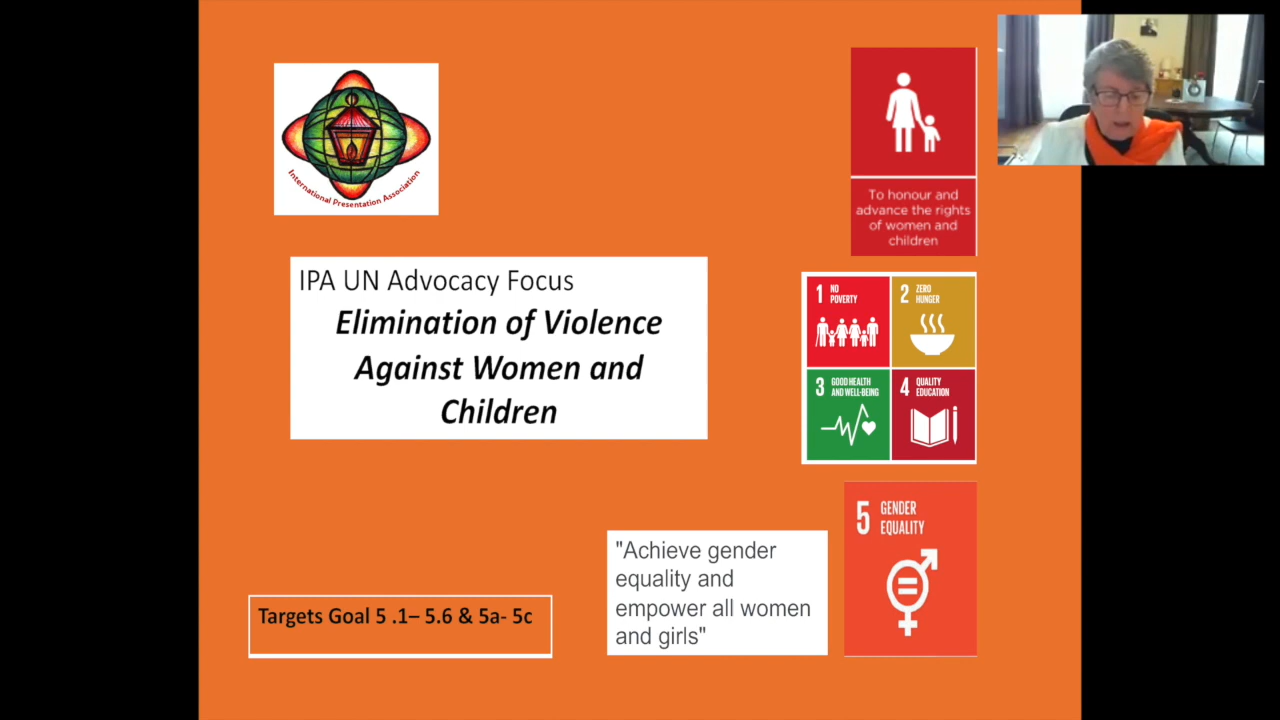 International Presentation Association
To honour and
advance the rights
of women and
children
IPA UN Advocacy Focus
Elimination of Violence
Against Women and
Children
1 NO
POVERTY
2 ZERO
HUNGER
3 GOOD HEALTH
AND WELL-BEING
4 QUALITY
EDUCATION
5 GENDER
EQUALITY
"Achieve gender
equality and
empower all women
and girls"
Targets Goal 5 .1– 5.6 & 5a- 5c